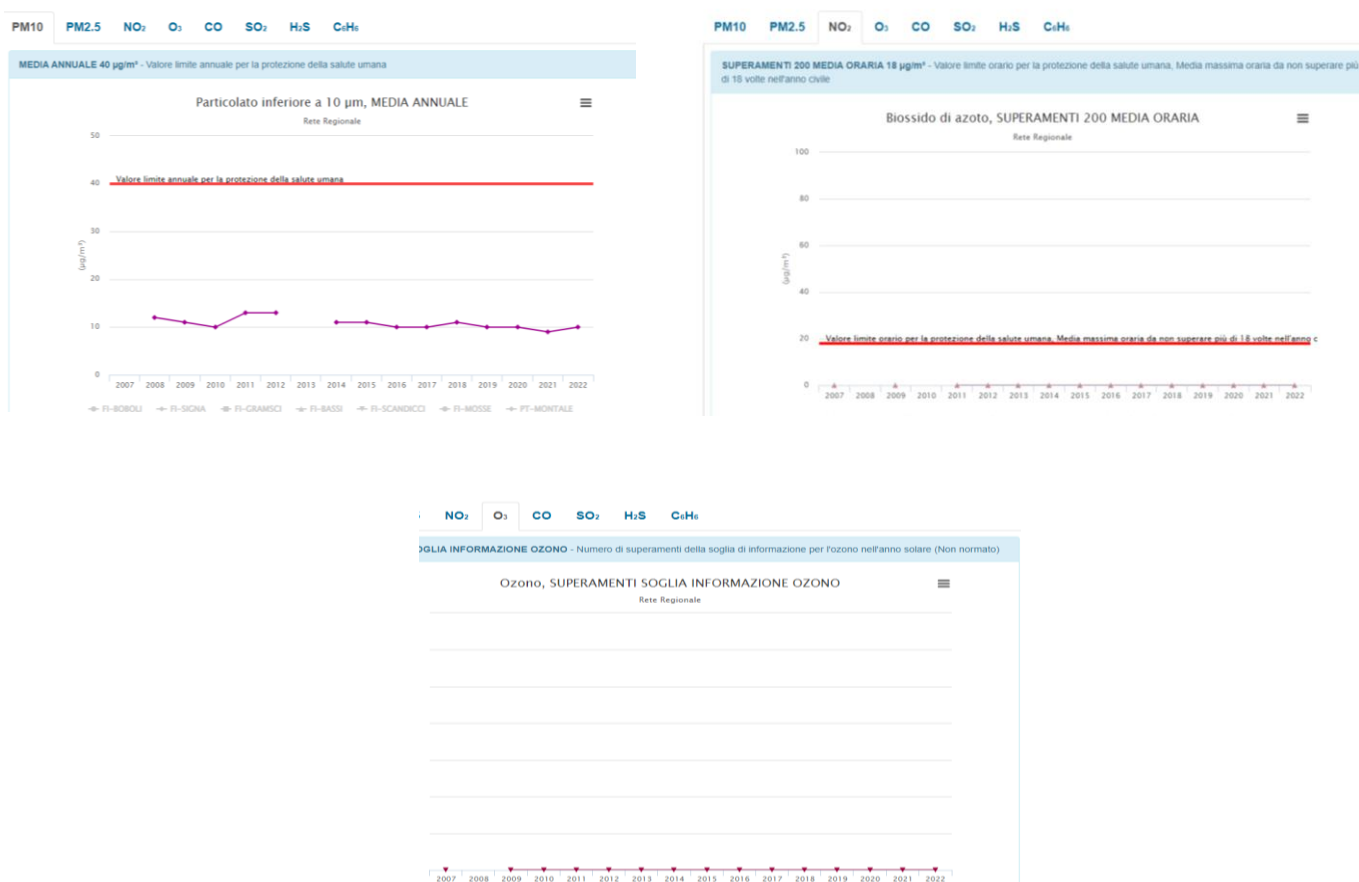 PM10 PM2.5 NO₂ O₃ CO SO₂ H₂S C₆H₆
MEDIA ANNUALE 40 µg/m³ - Valore limite annuale per la protezione della salute umana
Particolato inferiore a 10 µm, MEDIA ANNUALE
Rete Regionale
50
Valore limite annuale per la protezione della salute umana
40
30
(µg/m³)
20
10
0
2007 2008 2009 2010 2011 2012 2013 2014 2015 2016 2017 2018 2019 2020 2021 2022
FI-BOBOLI FI-SIGNA FI-GRAMSCI FI-BASSI FI-SCANDICCI FI-MOSSE PT-MONTALE
PM10 PM2.5 NO₂ O₃ CO SO₂ H₂S C₆H₆
SUPERAMENTI 200 MEDIA ORARIA 18 µg/m³ - Valore limite orario per la protezione della salute umana, Media massima oraria da non superare più
di 18 volte nell'anno civile
Biossido di azoto, SUPERAMENTI 200 MEDIA ORARIA
Rete Regionale
100
80
60
(µg/m³)
40
20
Valore limite orario per la protezione della salute umana, Media massima oraria da non superare più di 18 volte nell'anno c
0
2007 2008 2009 2010 2011 2012 2013 2014 2015 2016 2017 2018 2019 2020 2021 2022
NO₂ O₃ CO SO₂ H₂S C₆H₆
OGLIA INFORMAZIONE OZONO - Numero di superamenti della soglia di informazione per l'ozono nell'anno solare (Non normato)
Ozono, SUPERAMENTI SOGLIA INFORMAZIONE OZONO
Rete Regionale
2007 2008 2009 2010 2011 2012 2013 2014 2015 2016 2017 2018 2019 2020 2021 2022